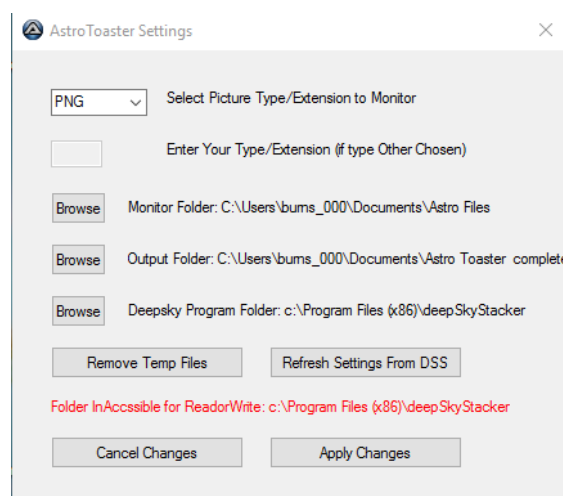 AstroToaster Settings
PNG
Select Picture Type/Extension to Monitor
Enter Your Type/Extension (if type Other Chosen)
Browse
Monitor Folder: C:\Users\burns_000\Documents\Astro Files
Browse
Output Folder: C:\Users\burns_000\Documents\Astro Toaster complete
Browse
Deepsky Program Folder: c:\Program Files (x86)\deepSkyStacker
Remove Temp Files
Refresh Settings From DSS
Folder InAccssible for ReadorWrite: c:\Program Files (x86)\deepSkyStacker
Cancel Changes
Apply Changes